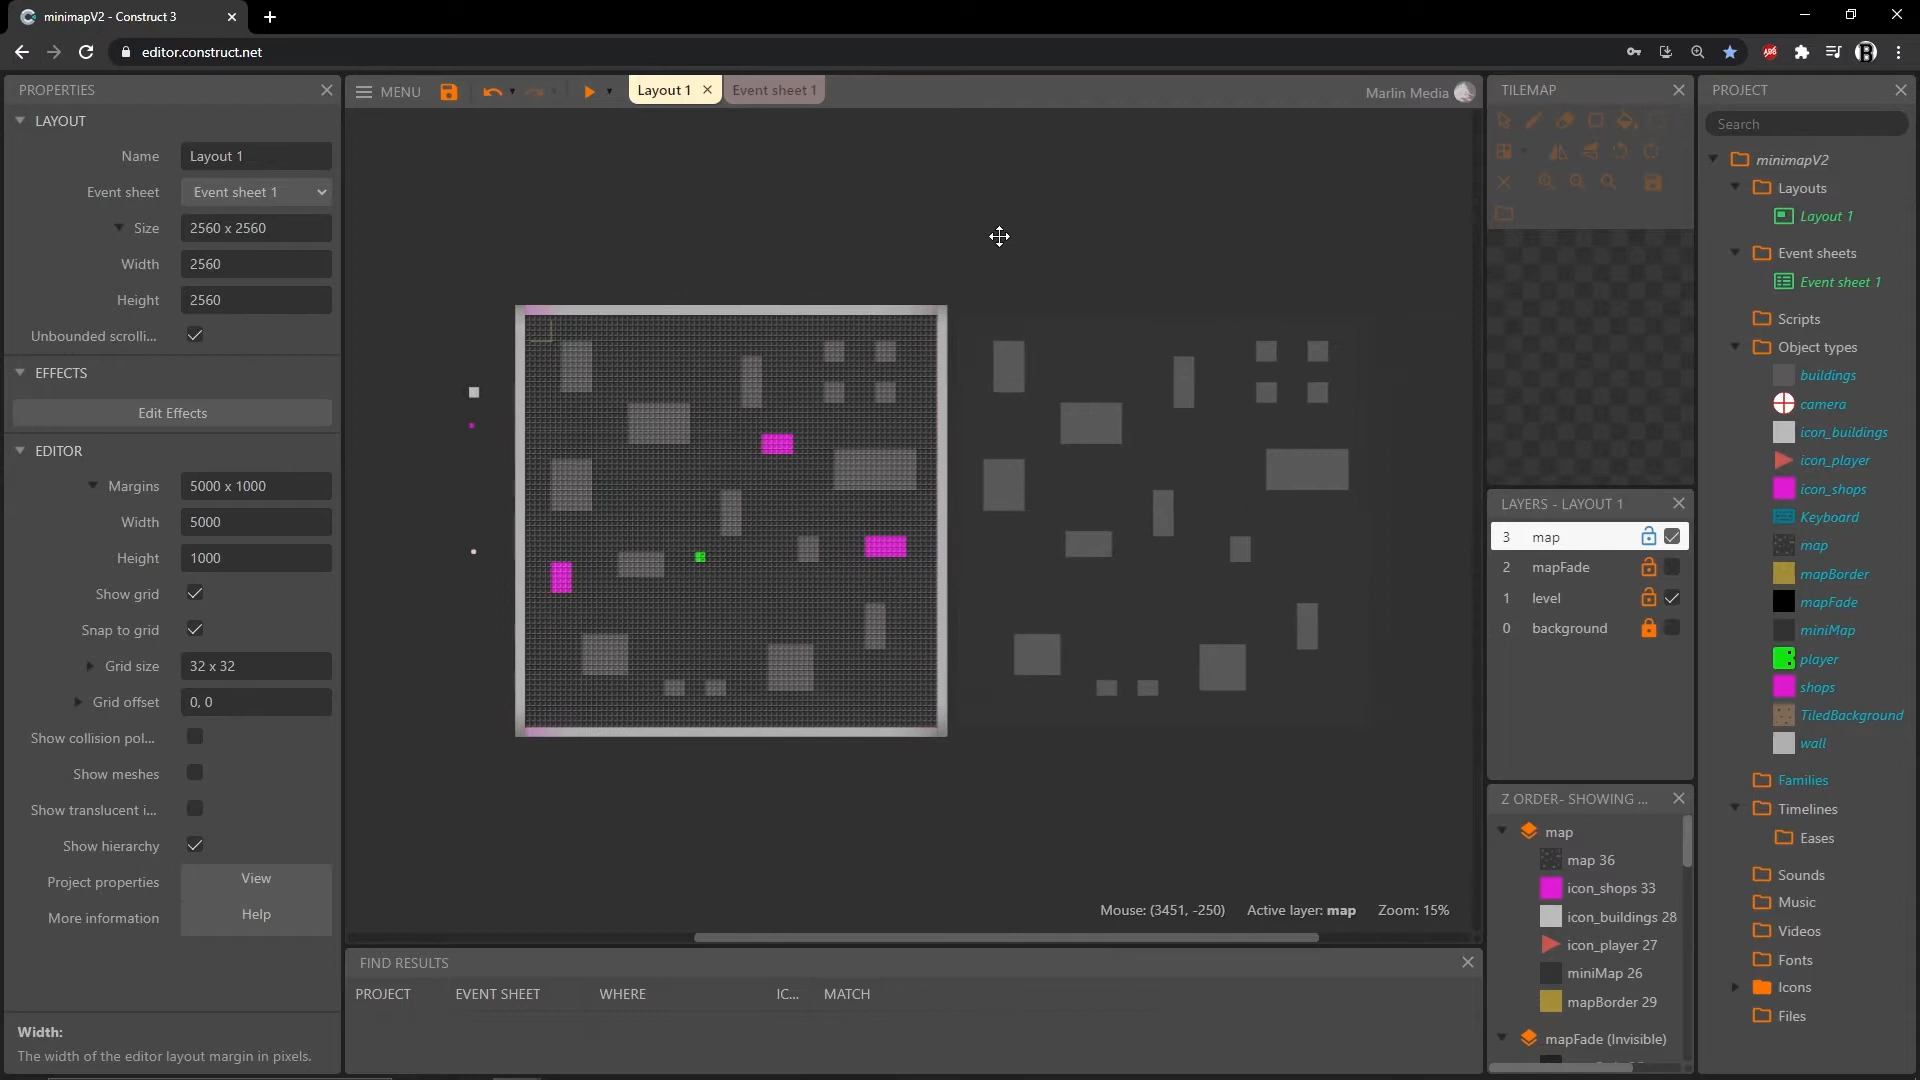 minimapV2 - Construct 3
editor.construct.net
PROPERTIES
LAYOUT
Name Layout 1
Event sheet Event sheet 1
Size 2560 x 2560
Width 2560
Height 2560
Unbounded scrolli...
EFFECTS
Edit Effects
EDITOR
Margins 5000 x 1000
Width 5000
Height 1000
Show grid
Snap to grid
Grid size 32 x 32
Grid offset 0, 0
Show collision pol...
Show meshes
Show translucent i...
Show hierarchy
Project properties View
More information Help
Width:
The width of the editor layout margin in pixels.
MENU
Layout 1
Event sheet 1
Marlin Media
Mouse: (3451, -250) Active layer: map Zoom: 15%
FIND RESULTS
PROJECT EVENT SHEET WHERE IC... MATCH
TILEMAP
LAYERS - LAYOUT 1
3 map
2 mapFade
1 level
0 background
Z ORDER- SHOWING ...
map
map 36
icon_shops 33
icon_buildings 28
icon_player 27
miniMap 26
mapBorder 29
mapFade (Invisible)
PROJECT
Search
minimapV2
Layouts
Layout 1
Event sheets
Event sheet 1
Scripts
Object types
buildings
camera
icon_buildings
icon_player
icon_shops
Keyboard
map
mapBorder
mapFade
miniMap
player
shops
TiledBackground
wall
Families
Timelines
Eases
Sounds
Music
Videos
Fonts
Icons
Files